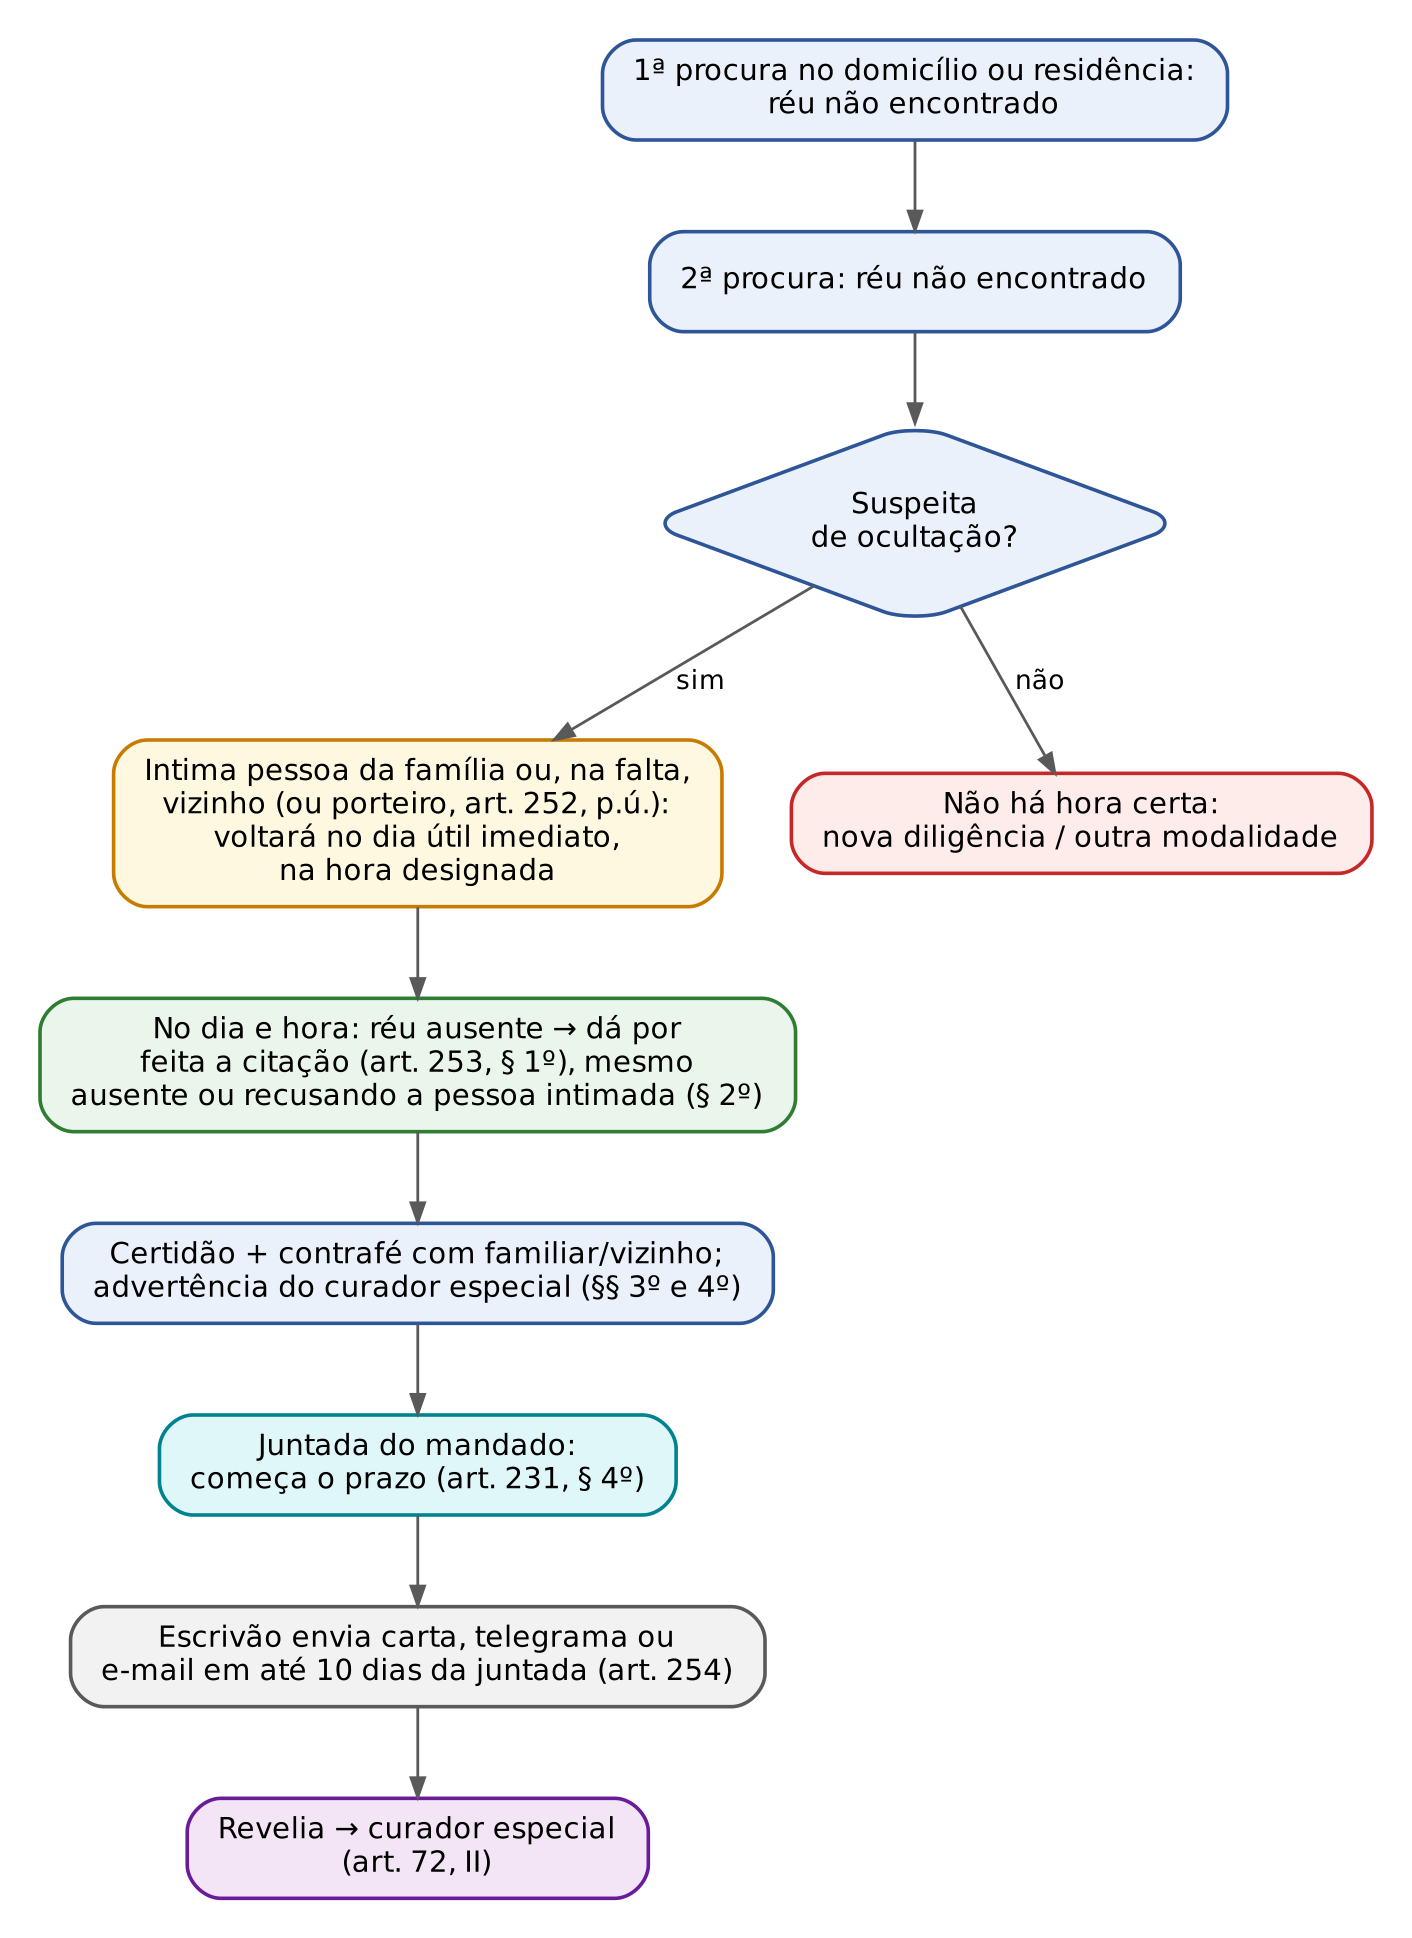 1ª procura no domicílio ou residência:
réu não encontrado
2ª procura: réu não encontrado
Suspeita
de ocultação?
sim
não
Intima pessoa da família ou, na falta,
vizinho (ou porteiro, art. 252, p.ú.):
voltará no dia útil imediato,
na hora designada
Não há hora certa:
nova diligência / outra modalidade
No dia e hora: réu ausente → dá por
feita a citação (art. 253, § 1º), mesmo
ausente ou recusando a pessoa intimada (§ 2º)
Certidão + contrafé com familiar/vizinho;
advertência do curador especial (§§ 3º e 4º)
Juntada do mandado:
começa o prazo (art. 231, § 4º)
Escrivão envia carta, telegrama ou
e-mail em até 10 dias da juntada (art. 254)
Revelia → curador especial
(art. 72, II)